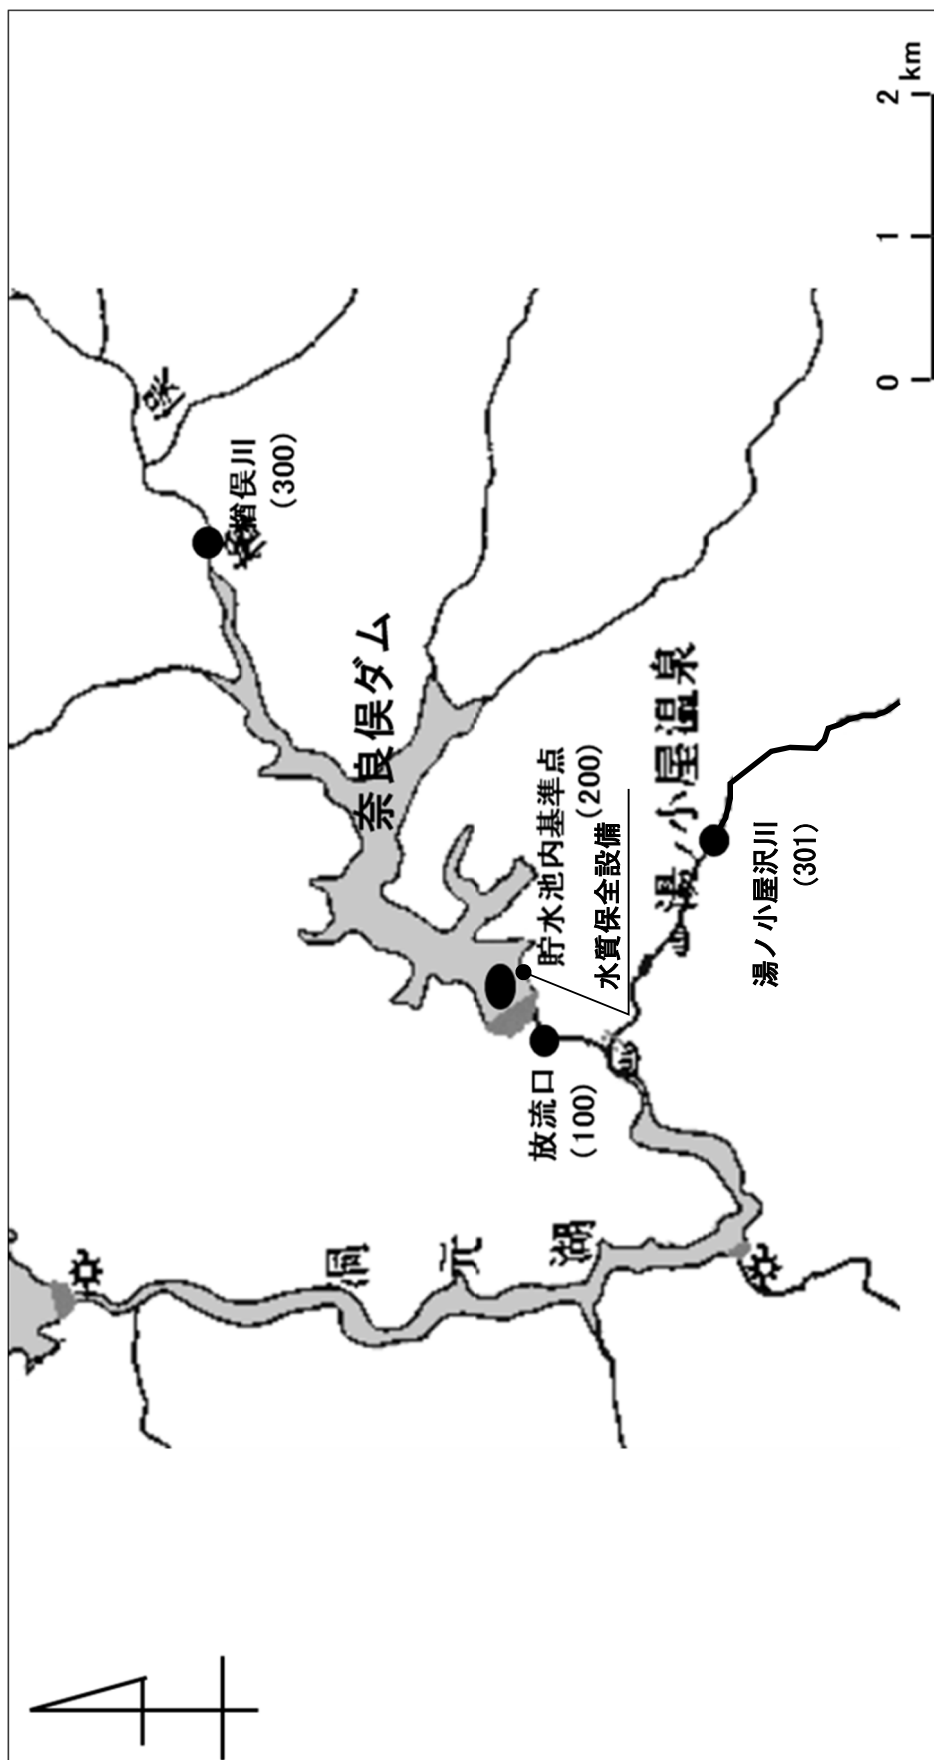 楢俣川
(300)
奈良俣ダム
貯水池内基準点
(200)
水質保全設備
放流口
(100)
湯ノ小屋温泉
湯ノ小屋沢川
(301)
洞元湖
0 1 2
km